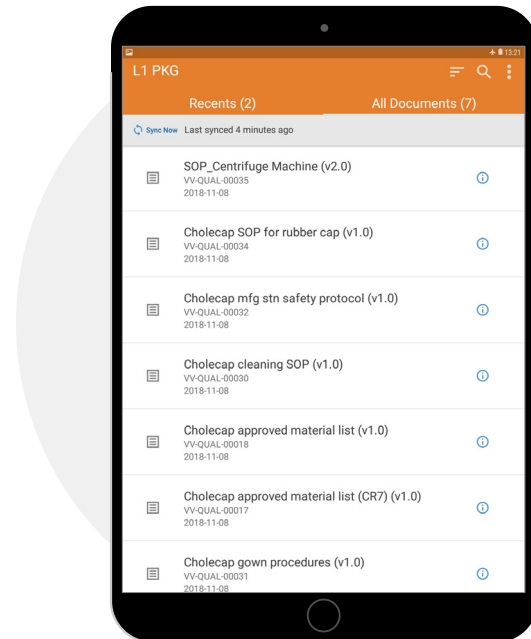 13:21
L1 PKG
Recents (2) All Documents (7)
Sync Now Last synced 4 minutes ago
SOP_Centrifuge Machine (v2.0)
VV-QUAL-00035
2018-11-08
Cholecap SOP for rubber cap (v1.0)
VV-QUAL-00034
2018-11-08
Cholecap mfg stn safety protocol (v1.0)
VV-QUAL-00032
2018-11-08
Cholecap cleaning SOP (v1.0)
VV-QUAL-00030
2018-11-08
Cholecap approved material list (v1.0)
VV-QUAL-00018
2018-11-08
Cholecap approved material list (CR7) (v1.0)
VV-QUAL-00017
2018-11-08
Cholecap gown procedures (v1.0)
VV-QUAL-00031
2018-11-08